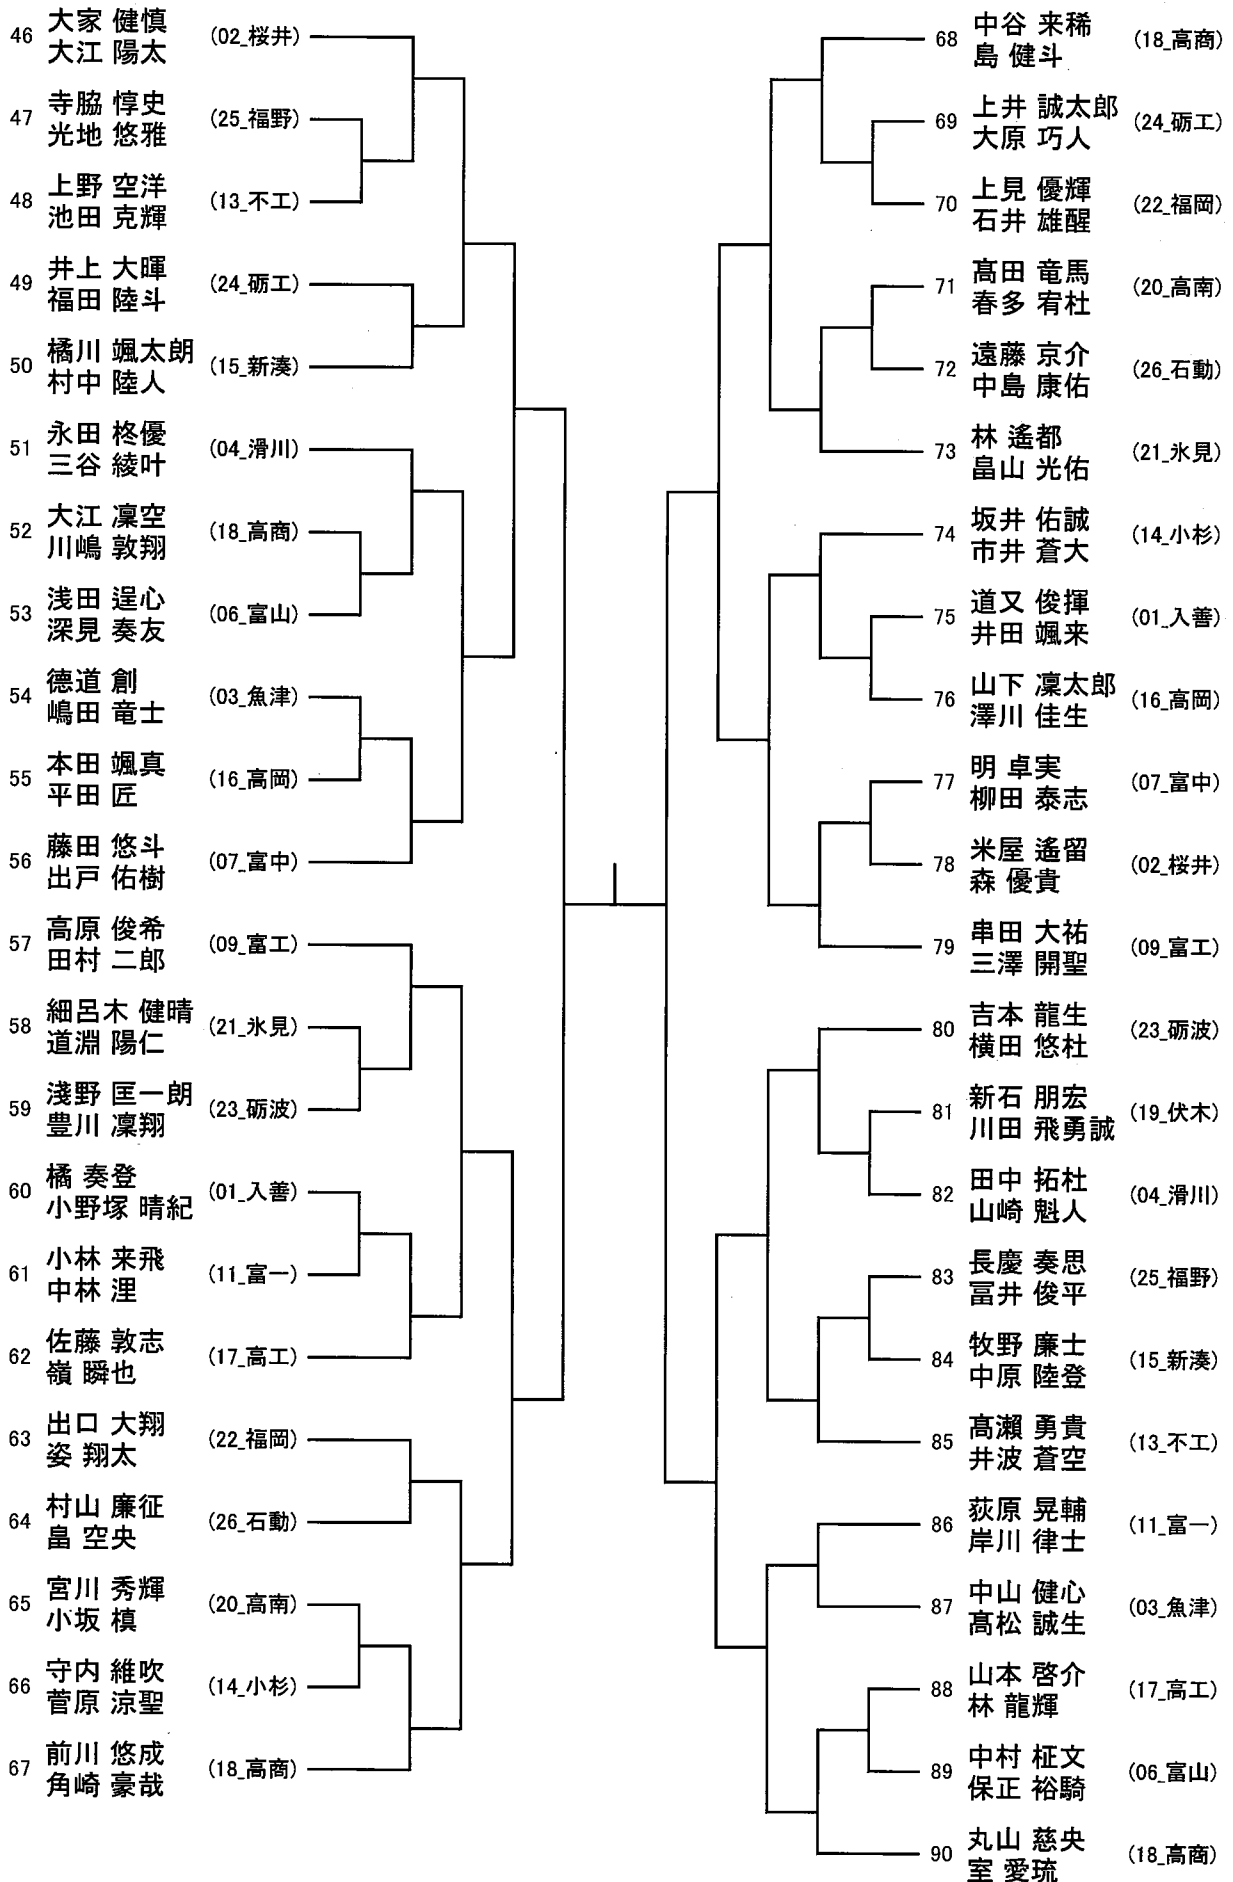 46 大家 健慎 (02_桜井)
大江 陽太
47 寺脇 惇史 (25_福野)
光地 悠雅
48 上野 空洋 (13_不工)
池田 克輝
49 井上 大暉 (24_砺工)
福田 陸斗
50 橘川 颯太朗 (15_新湊)
村中 陸人
51 永田 柊優 (04_滑川)
三谷 綾叶
52 大江 凜空 (18_高商)
川嶋 敦翔
53 浅田 逞心 (06_富山)
深見 奏友
54 德道 創 (03_魚津)
嶋田 竜士
55 本田 颯真 (16_高岡)
平田 匠
56 藤田 悠斗 (07_富中)
出戸 佑樹
57 高原 俊希 (09_富工)
田村 二郎
58 細呂木 健晴 (21_氷見)
道淵 陽仁
59 淺野 匡一朗 (23_砺波)
豊川 凜翔
60 橘 奏登 (01_入善)
小野塚 晴紀
61 小林 来飛 (11_富一)
中林 浬
62 佐藤 敦志 (17_高工)
嶺 瞬也
63 出口 大翔 (22_福岡)
姿 翔太
64 村山 廉征 (26_石動)
畠 空央
65 宮川 秀輝 (20_高南)
小坂 槙
66 守内 維吹 (14_小杉)
菅原 涼聖
67 前川 悠成 (18_高商)
角崎 豪哉
68 中谷 来稀 (18_高商)
島 健斗
69 上井 誠太郎 (24_砺工)
大原 巧人
70 上見 優輝 (22_福岡)
石井 雄醒
71 髙田 竜馬 (20_高南)
春多 宥杜
72 遠藤 京介 (26_石動)
中島 康佑
73 林 遙都 (21_氷見)
畠山 光佑
74 坂井 佑誠 (14_小杉)
市井 蒼大
75 道又 俊揮 (01_入善)
井田 颯来
76 山下 凜太郎 (16_高岡)
澤川 佳生
77 明 卓実 (07_富中)
柳田 泰志
78 米屋 遙留 (02_桜井)
森 優貴
79 串田 大祐 (09_富工)
三澤 開聖
80 吉本 龍生 (23_砺波)
横田 悠杜
81 新石 朋宏 (19_伏木)
川田 飛勇誠
82 田中 拓杜 (04_滑川)
山崎 魁人
83 長慶 奏思 (25_福野)
冨井 俊平
84 牧野 廉士 (15_新湊)
中原 陸登
85 髙瀨 勇貴 (13_不工)
井波 蒼空
86 荻原 晃輔 (11_富一)
岸川 律士
87 中山 健心 (03_魚津)
髙松 誠生
88 山本 啓介 (17_高工)
林 龍輝
89 中村 柾文 (06_富山)
保正 裕騎
90 丸山 慈央 (18_高商)
室 愛琉